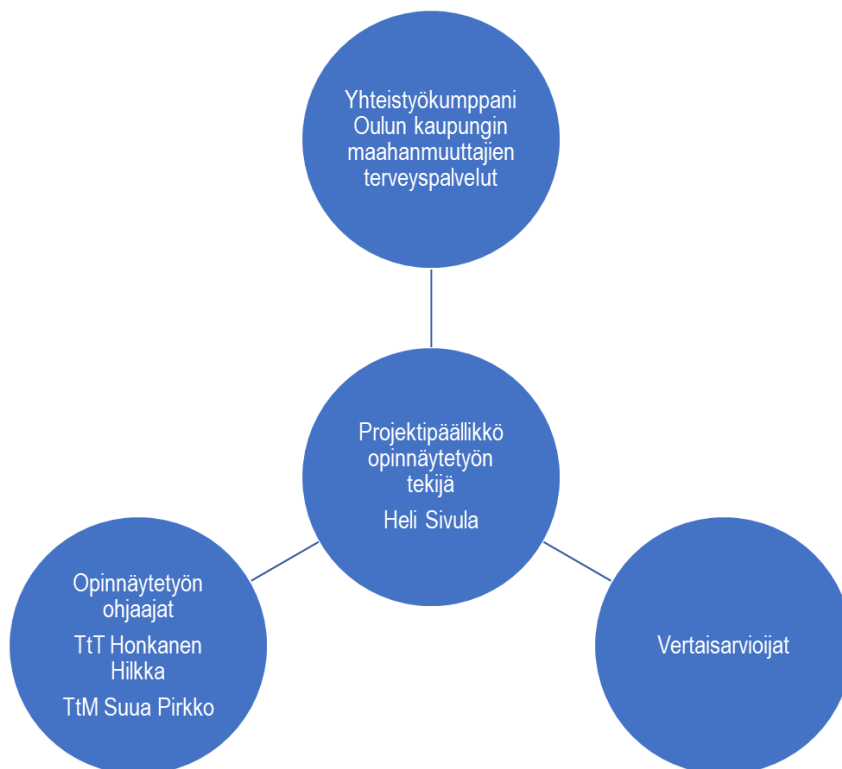 Yhteistyökumppani
Oulun kaupungin
maahanmuuttajien
terveyspalvelut
Projektipäällikkö
opinnäytetyön
tekijä
Heli Sivula
Opinnäytetyön
ohjaajat
TtT Honkanen
Hilkka
TtM Suua Pirkko
Vertaisarvioijat